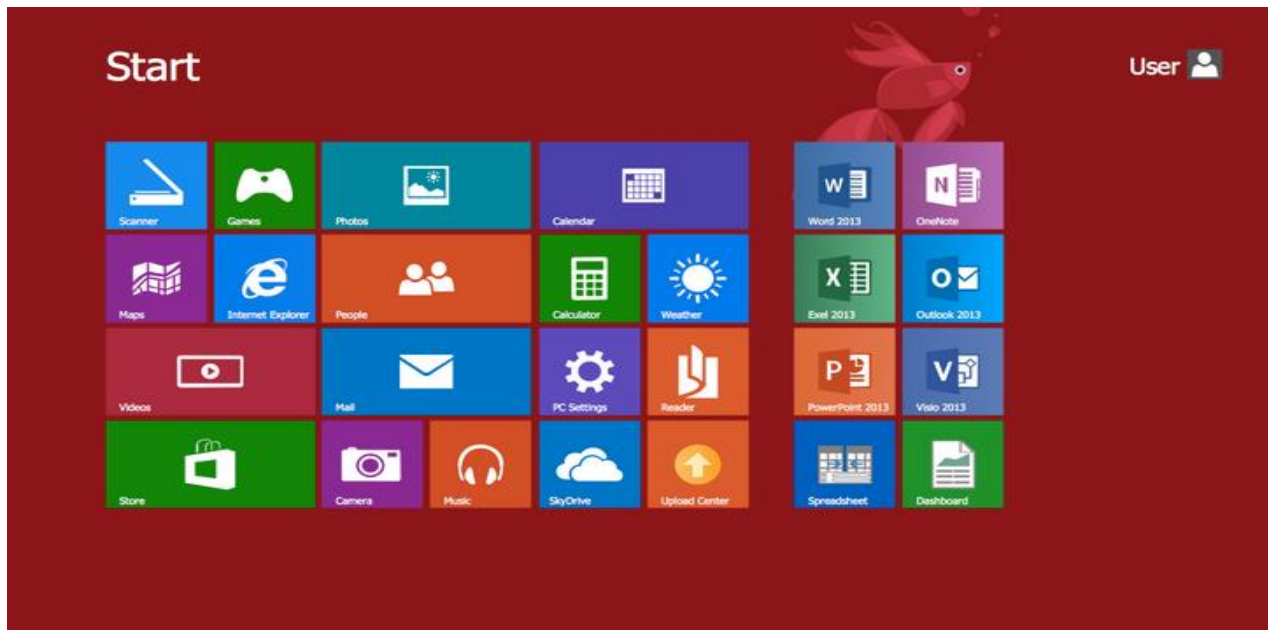 Start
User
Scanner
Games
Photos
Calendar
Word 2013
OneNote
Maps
Internet Explorer
People
Calculator
Weather
Exel 2013
Outlook 2013
Videos
Mail
PC Settings
Reader
PowerPoint 2013
Visio 2013
Store
Camera
Music
SkyDrive
Upload Center
Spreadsheet
Dashboard